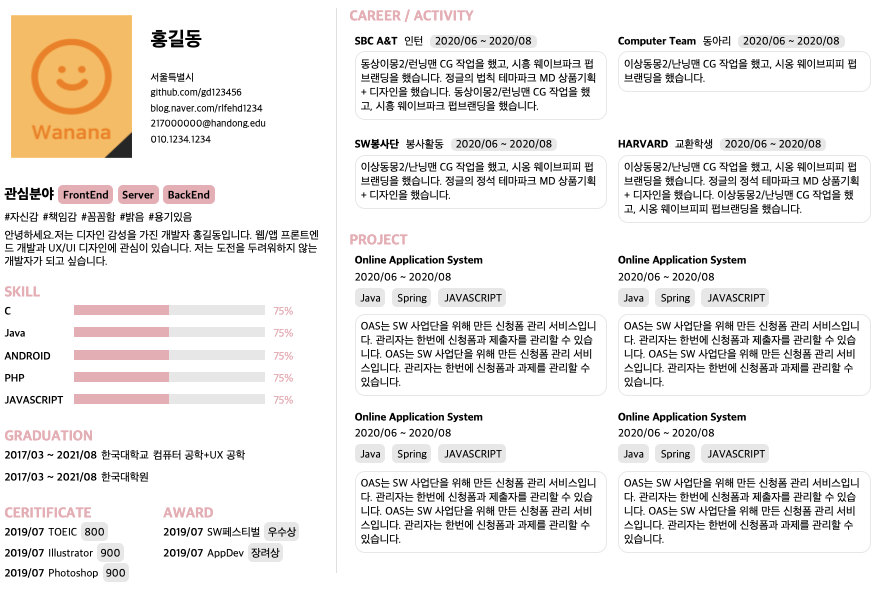 Wanana
홍길동
서울특별시
github.com/gd123456
blog.naver.com/rlfehd1234
217000000@handong.edu
010.1234.1234
관심분야 FrontEnd Server BackEnd
#자신감 #책임감 #꼼꼼함 #밝음 #용기있음
안녕하세요.저는 디자인 감성을 가진 개발자 홍길동입니다. 웹/앱 프론트엔
드 개발과 UX/UI 디자인에 관심이 있습니다. 저는 도전을 두려워하지 않는
개발자가 되고 싶습니다.
SKILL
C 75%
Java 75%
ANDROID 75%
PHP 75%
JAVASCRIPT 75%
GRADUATION
2017/03 ~ 2021/08 한국대학교 컴퓨터 공학+UX 공학
2017/03 ~ 2021/08 한국대학원
CERITIFICATE
2019/07 TOEIC 800
2019/07 Illustrator 900
2019/07 Photoshop 900
AWARD
2019/07 SW페스티벌 우수상
2019/07 AppDev 장려상
CAREER / ACTIVITY
SBC A&T 인턴 2020/06 ~ 2020/08
동상이몽2/런닝맨 CG 작업을 했고, 시흥 웨이브파크 펍
브랜딩을 했습니다. 정글의 법칙 테마파크 MD 상품기획
+ 디자인을 했습니다. 동상이몽2/런닝맨 CG 작업을 했
고, 시흥 웨이브파크 펍브랜딩을 했습니다.
Computer Team 동아리 2020/06 ~ 2020/08
이상동몽2/난닝맨 CG 작업을 했고, 시옹 웨이피피 펍
브랜딩을 했습니다.
SW봉사단 봉사활동 2020/06 ~ 2020/08
이상동몽2/난닝맨 CG 작업을 했고, 시옹 웨이피피 펍
브랜딩을 했습니다. 정글의 정석 테마파크 MD 상품기획
+ 디자인을 했습니다.
HARVARD 교환학생 2020/06 ~ 2020/08
이상동몽2/난닝맨 CG 작업을 했고, 시옹 웨이피피 펍
브랜딩을 했습니다. 정글의 정석 테마파크 MD 상품기획
+ 디자인을 했습니다. 이상동몽2/난닝맨 CG 작업을 했
고, 시옹 웨이피피 펍브랜딩을 했습니다.
PROJECT
Online Application System
2020/06 ~ 2020/08
Java Spring JAVASCRIPT
OAS는 SW 사업단을 위해 만든 신청폼 관리 서비스입니
다. 관리자는 한번에 신청폼과 제출자를 관리할 수 있습
니다. OAS는 SW 사업단을 위해 만든 신청폼 관리 서비
스입니다. 관리자는 한번에 신청폼과 과제를 관리할 수
있습니다.
Online Application System
2020/06 ~ 2020/08
Java Spring JAVASCRIPT
OAS는 SW 사업단을 위해 만든 신청폼 관리 서비스입니
다. 관리자는 한번에 신청폼과 제출자를 관리할 수 있습
니다. OAS는 SW 사업단을 위해 만든 신청폼 관리 서비
스입니다. 관리자는 한번에 신청폼과 과제를 관리할 수
있습니다.
Online Application System
2020/06 ~ 2020/08
Java Spring JAVASCRIPT
OAS는 SW 사업단을 위해 만든 신청폼 관리 서비스입니
다. 관리자는 한번에 신청폼과 제출자를 관리할 수 있습
니다. OAS는 SW 사업단을 위해 만든 신청폼 관리 서비
스입니다. 관리자는 한번에 신청폼과 과제를 관리할 수
있습니다.
Online Application System
2020/06 ~ 2020/08
Java Spring JAVASCRIPT
OAS는 SW 사업단을 위해 만든 신청폼 관리 서비스입니
다. 관리자는 한번에 신청폼과 제출자를 관리할 수 있습
니다. OAS는 SW 사업단을 위해 만든 신청폼 관리 서비
스입니다. 관리자는 한번에 신청폼과 과제를 관리할 수
있습니다.